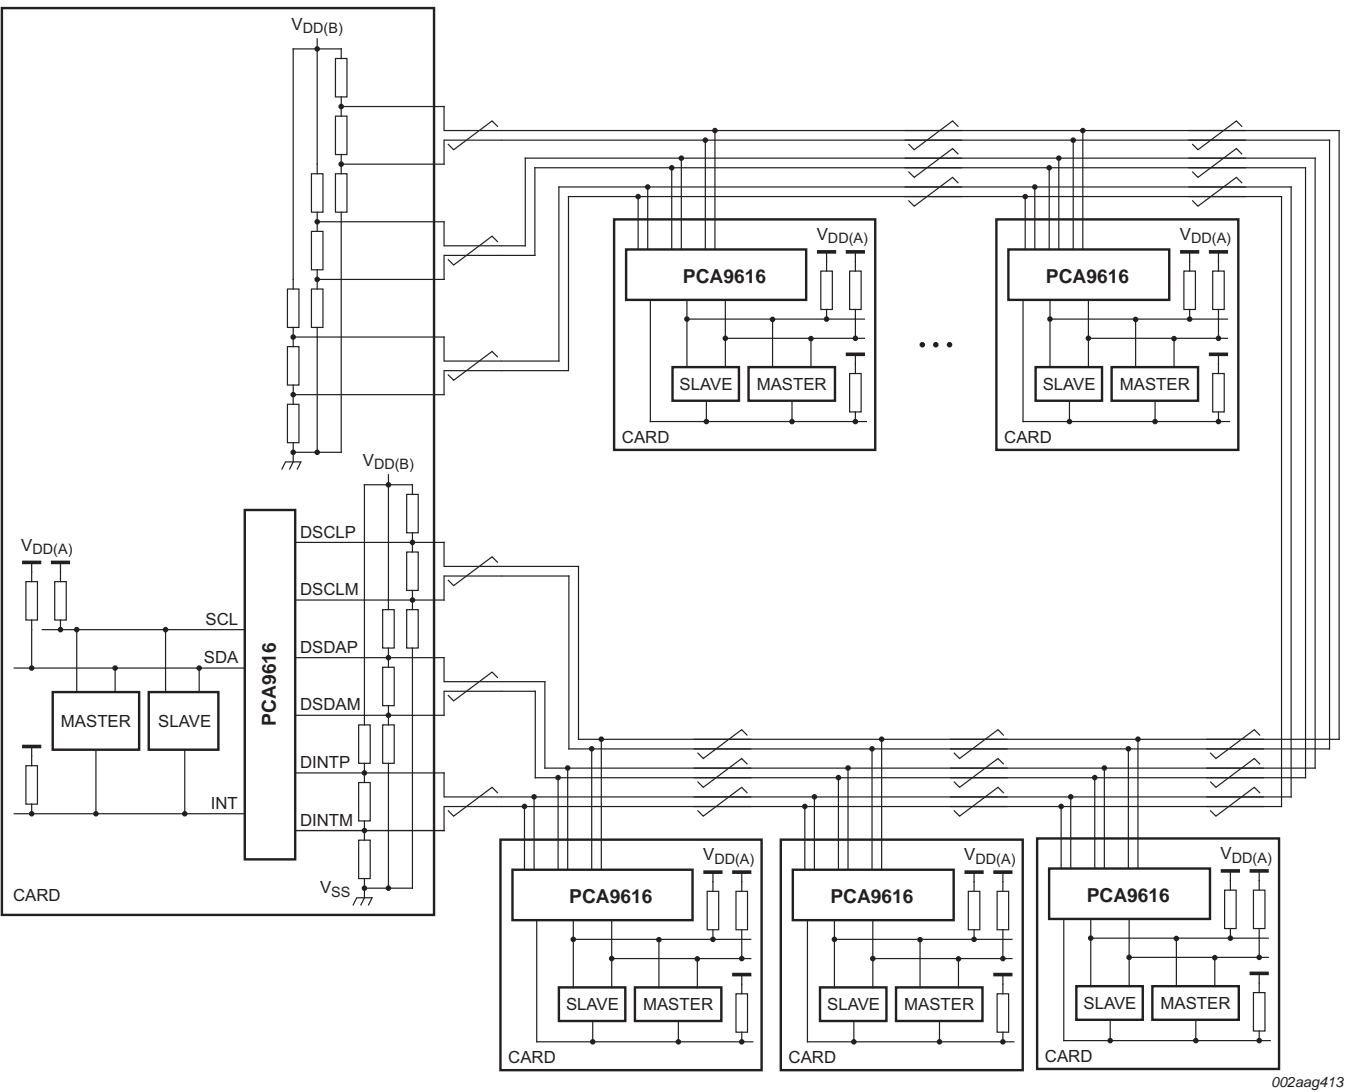 VDD(B)
VDD(A)
VDD(A)
PCA9616
PCA9616
SLAVE
MASTER
SLAVE
MASTER
CARD
CARD
...
VDD(B)
DSCLP
VDD(A)
DSCLM
SCL
DSDAP
SDA
PCA9616
DSDAM
MASTER
SLAVE
DINTP
INT
DINTM
VSS
CARD
VDD(A)
VDD(A)
VDD(A)
PCA9616
PCA9616
PCA9616
SLAVE
MASTER
SLAVE
MASTER
SLAVE
MASTER
CARD
CARD
CARD
002aag413